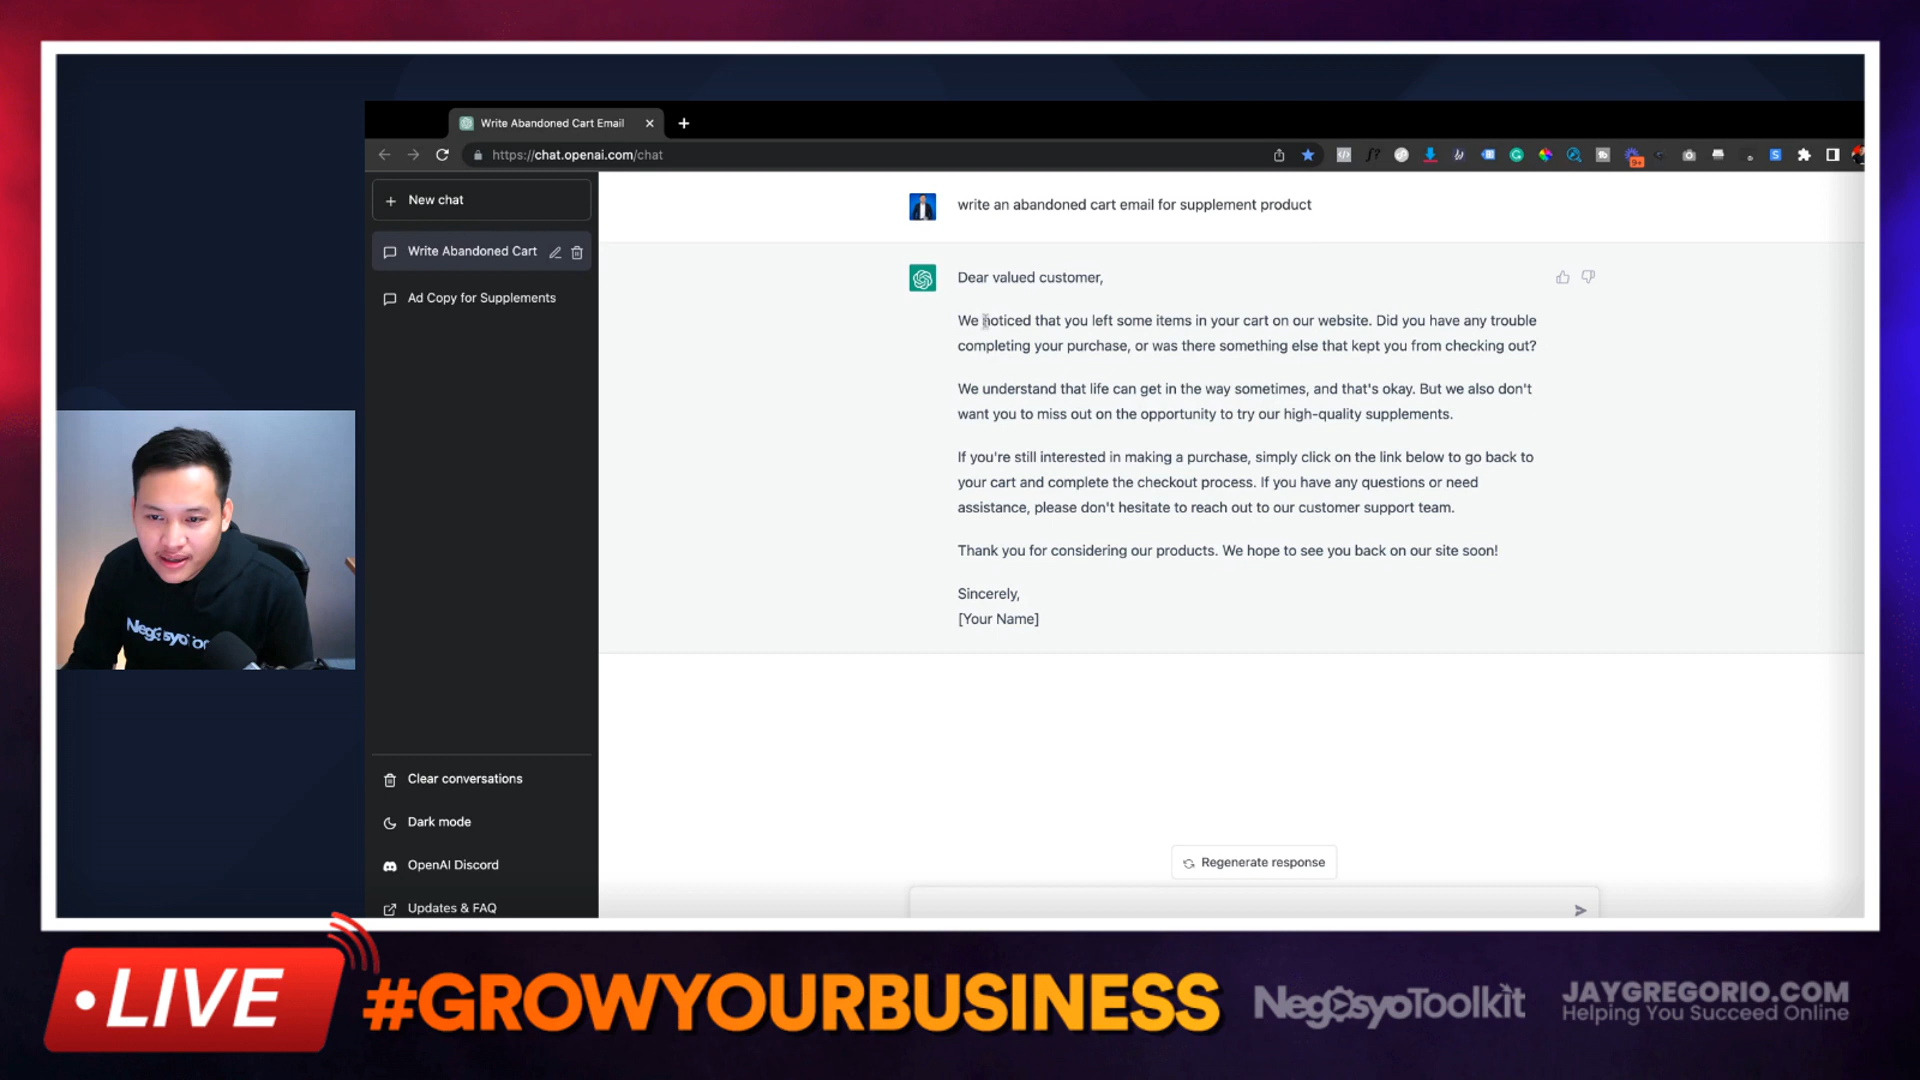 Write Abandoned Cart Email
https://chat.openai.com/chat
9+
New chat
Write Abandoned Cart
Ad Copy for Supplements
write an abandoned cart email for supplement product
Dear valued customer,
We noticed that you left some items in your cart on our website. Did you have any trouble
completing your purchase, or was there something else that kept you from checking out?
We understand that life can get in the way sometimes, and that's okay. But we also don't
want you to miss out on the opportunity to try our high-quality supplements.
If you're still interested in making a purchase, simply click on the link below to go back to
your cart and complete the checkout process. If you have any questions or need
assistance, please don't hesitate to reach out to our customer support team.
Thank you for considering our products. We hope to see you back on our site soon!
Sincerely,
[Your Name]
Clear conversations
Dark mode
OpenAI Discord
Updates & FAQ
Regenerate response
LIVE
#GROWYOURBUSINESS
NegosyoToolkit
JAYGREGORIO.COM
Helping You Succeed Online